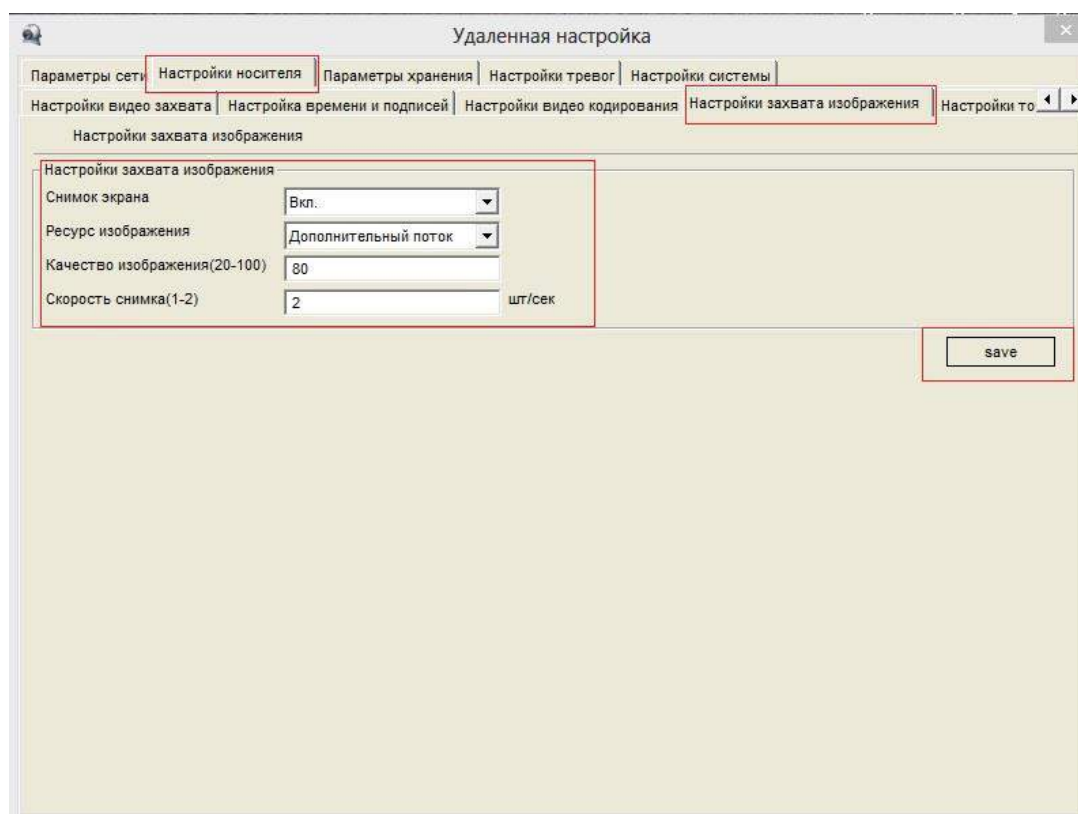 Удаленная настройка
Параметры сети Настройки носителя Параметры хранения Настройки тревог Настройки системы
Настройки видео захвата Настройка времени и подписей Настройки видео кодирования Настройки захвата изображения Настройки то
Настройки захвата изображения
Настройки захвата изображения
Снимок экрана Вкл.
Ресурс изображения Дополнительный поток
Качество изображения(20-100) 80
Скорость снимка(1-2) 2 шт/сек
save